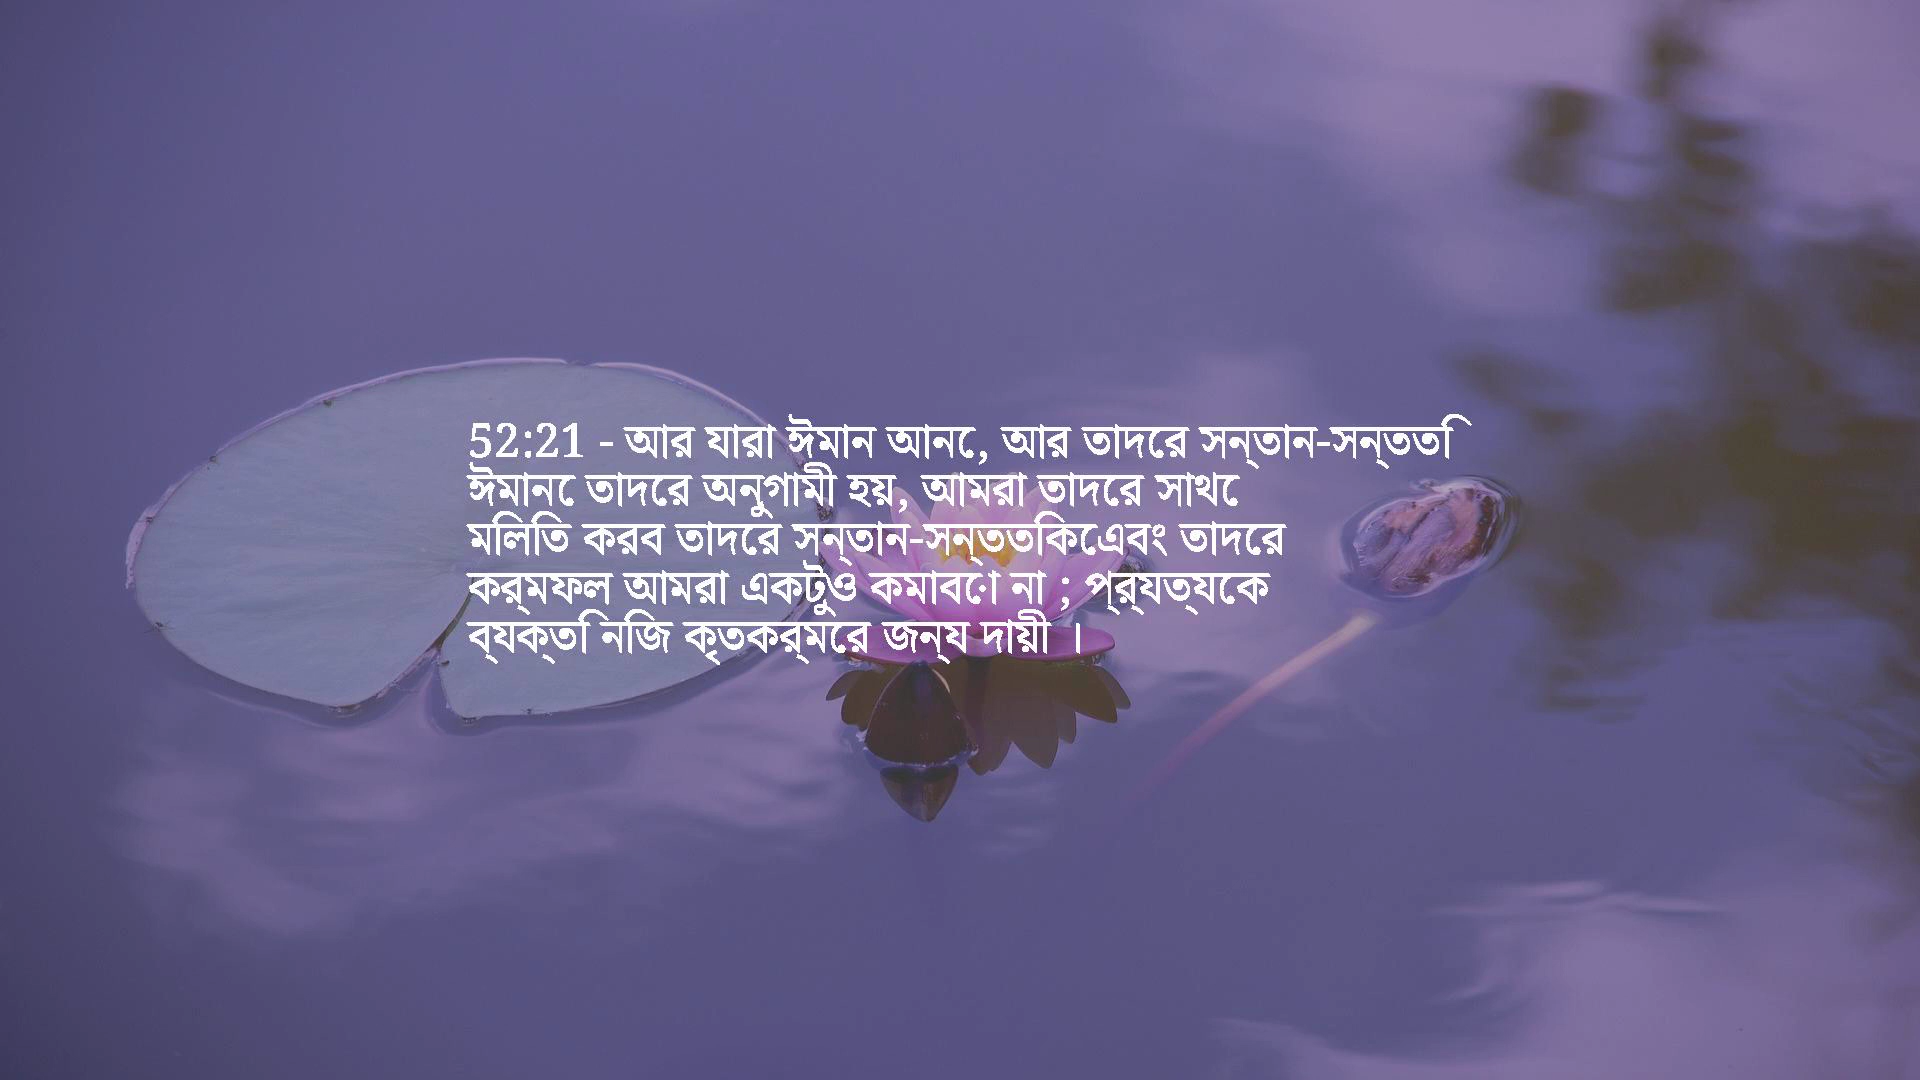 52:21 - আর যারা ঈমান আনে, আর তাদের সন্তান-সন্ততি
ঈমানে তাদের অনুগামী হয়, আমরা তাদের সাথে
মিলিত করব তাদের সন্তান-সন্ততিকেএবং তাদের
কর্মফল আমরা একটুও কমাবো না ; প্র্যত্যেক
ব্যক্তি নিজ কৃতকর্মের জন্য দায়ী ।